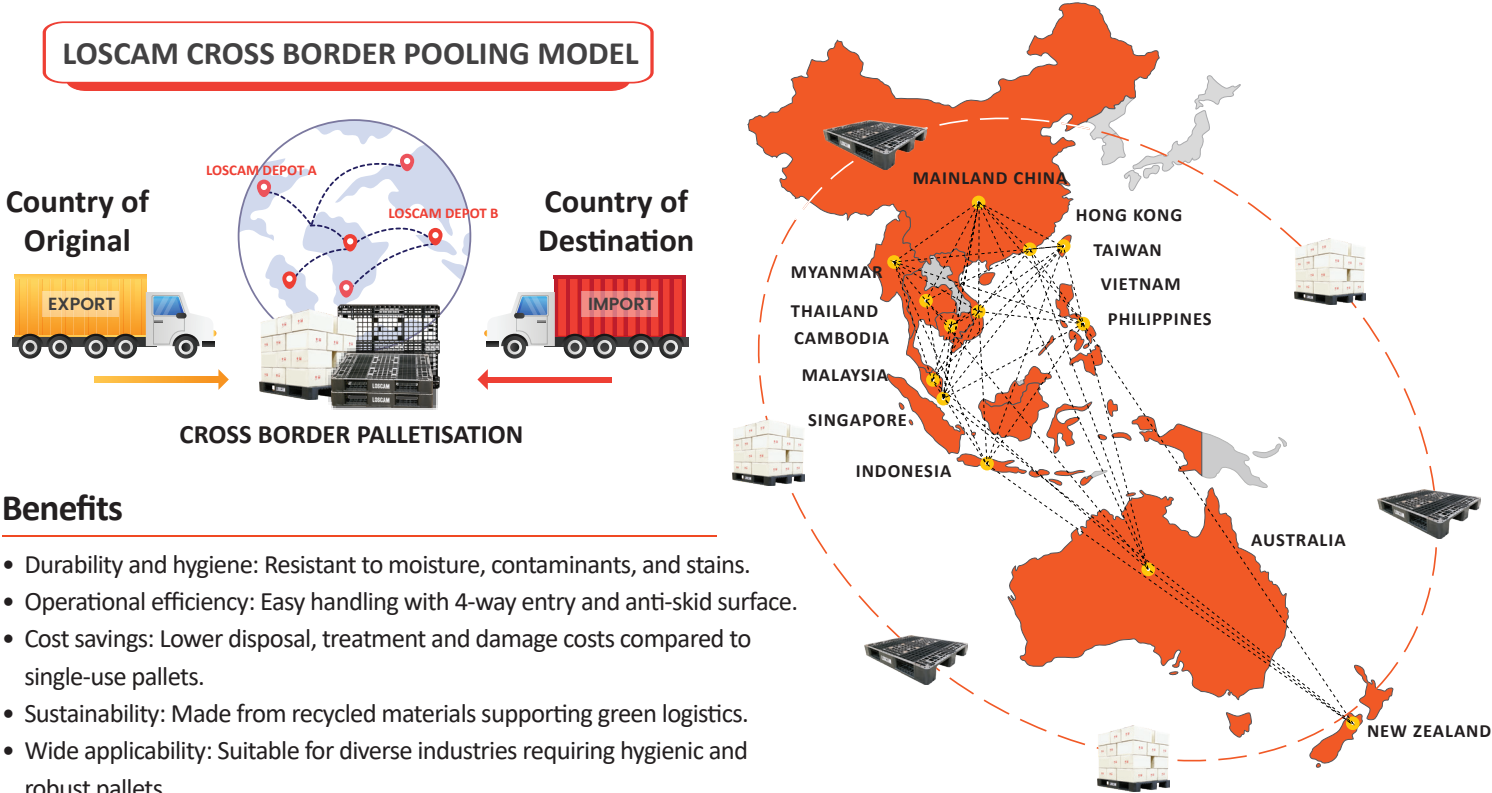 LOSCAM CROSS BORDER POOLING MODEL
LOSCAM DEPOT A
LOSCAM DEPOT B
Country of
Original
Country of
Destination
EXPORT
IMPORT
LOSCAM
LOSCAM
CROSS BORDER PALLETISATION
Benefits
• Durability and hygiene: Resistant to moisture, contaminants, and stains.
• Operational efficiency: Easy handling with 4-way entry and anti-skid surface.
• Cost savings: Lower disposal, treatment and damage costs compared to
single-use pallets.
• Sustainability: Made from recycled materials supporting green logistics.
• Wide applicability: Suitable for diverse industries requiring hygienic and
robust pallets
MAINLAND CHINA
HONG KONG
TAIWAN
MYANMAR
VIETNAM
THAILAND
PHILIPPINES
CAMBODIA
MALAYSIA
SINGAPORE
INDONESIA
AUSTRALIA
NEW ZEALAND